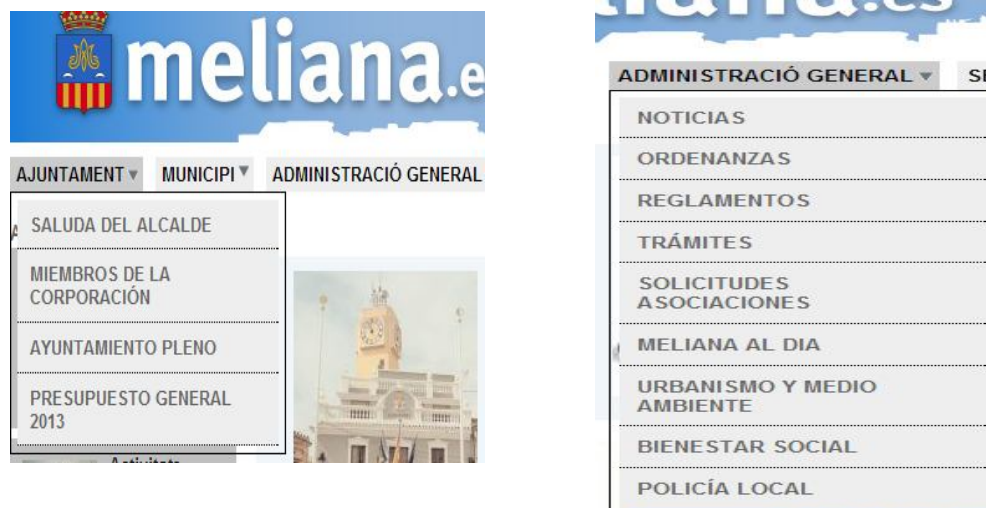 meliana.e
AJUNTAMENT
MUNICIPI
ADMINISTRACIÓ GENERAL
SALUDA DEL ALCALDE
MIEMBROS DE LA
CORPORACIÓN
AYUNTAMIENTO PLENO
PRESUPUESTO GENERAL
2013
liana.es
ADMINISTRACIÓ GENERAL
NOTICIAS
ORDENANZAS
REGLAMENTOS
TRÁMITES
SOLICITUDES
ASOCIACIONES
MELIANA AL DIA
URBANISMO Y MEDIO
AMBIENTE
BIENESTAR SOCIAL
POLICÍA LOCAL